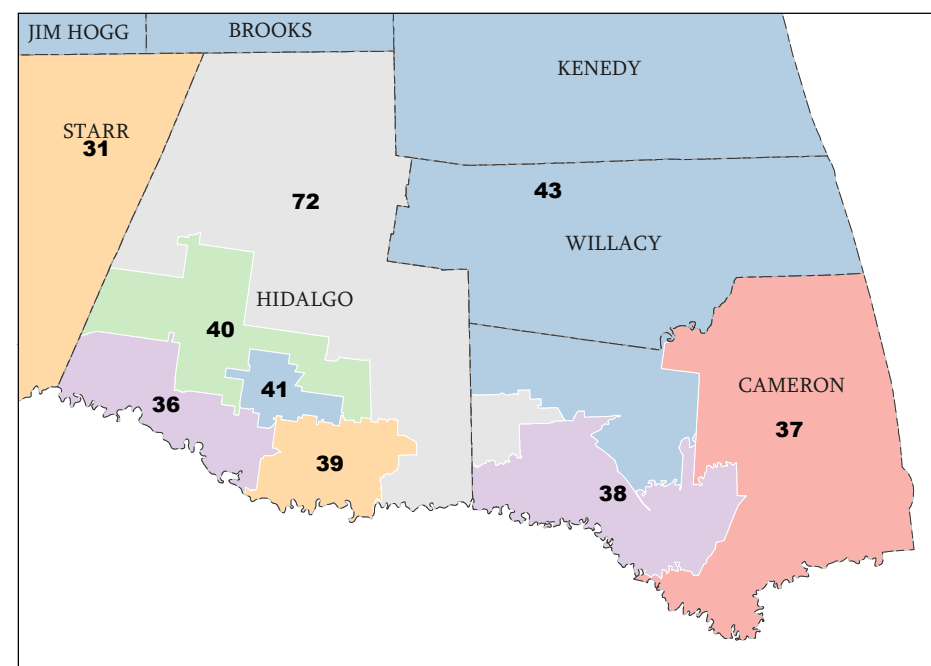 JIM HOGG
BROOKS
KENEDY
STARR
31
72
43
WILLACY
HIDALGO
40
41
CAMERON
36
37
39
38